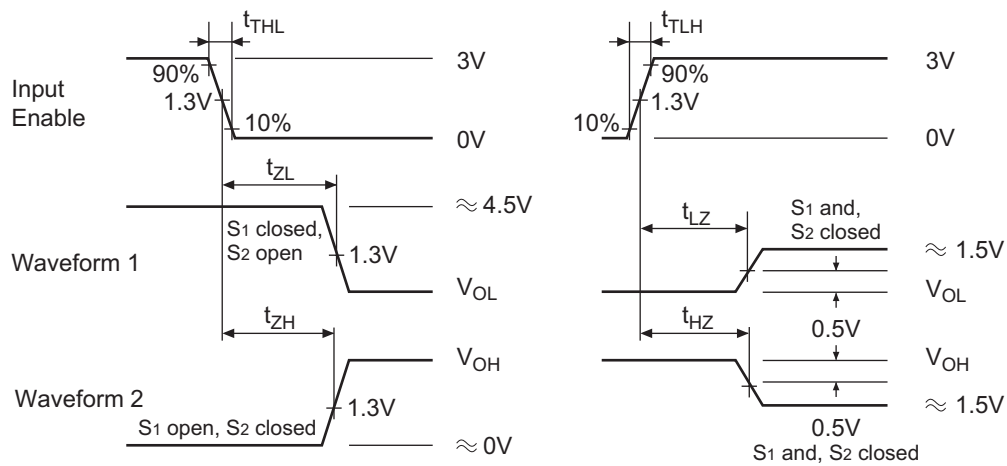 tTHL
tTLH
Input
Enable
90%
1.3V
10%
3V
0V
90%
1.3V
10%
3V
0V
tZL
≈ 4.5V
S1 closed,
S2 open
1.3V
VOL
Waveform 1
tLZ
S1 and,
S2 closed
≈ 1.5V
VOL
0.5V
tZH
VOH
1.3V
Waveform 2
S1 open, S2 closed
≈ 0V
tHZ
VOH
≈ 1.5V
0.5V
S1 and, S2 closed